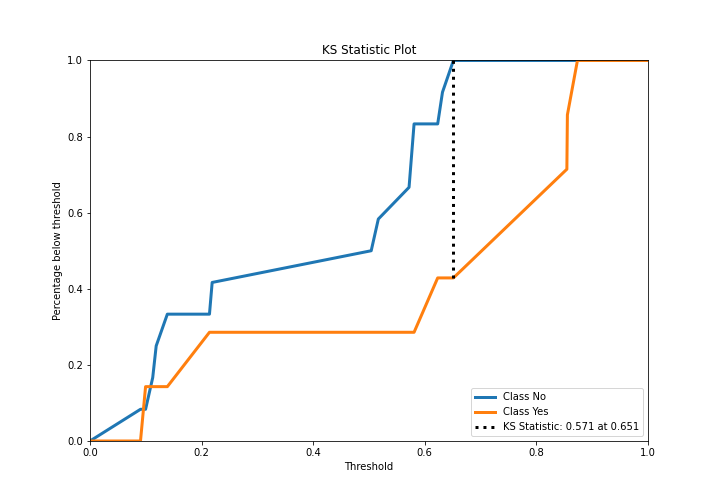 KS Statistic Plot
1.0
0.8
0.6
0.4
0.2
0.0
Percentage below threshold
0.0 0.2 0.4 0.6 0.8 1.0
Threshold
Class No
Class Yes
KS Statistic: 0.571 at 0.651